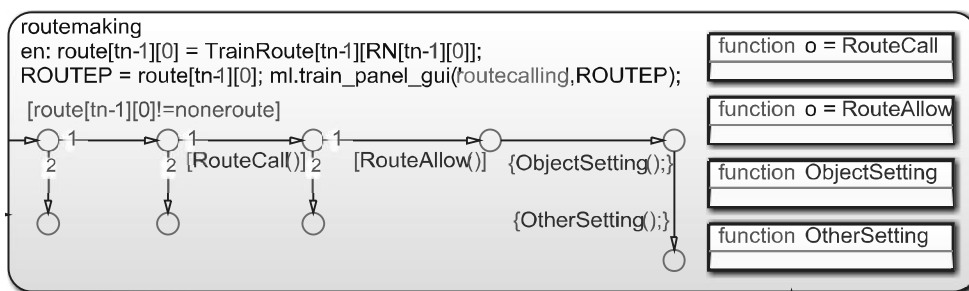 routemaking
en: route[tn-1][0] = TrainRoute[tn-1][RN[tn-1][0]];
ROUTEP = route[tn-1][0]; ml.train_panel_gui('routecalling,ROUTEP);
[route[tn-1][0]!=noneroute]
1 1 1
2 2 2
[RouteCall()] [RouteAllow()] {ObjectSetting();}
{OtherSetting();}
function o = RouteCall
function o = RouteAllow
function ObjectSetting
function OtherSetting